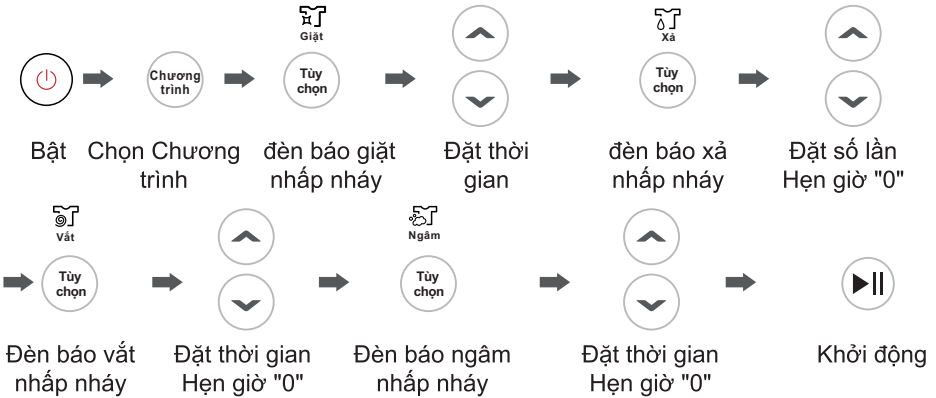 Giặt
Xả
Chương
trình
Tùy
chọn
Tùy
chọn
Bật
Chọn Chương
trình
đèn báo giặt
nhấp nháy
Đặt thời
gian
đèn báo xả
nhấp nháy
Đặt số lần
Hẹn giờ "0"
Vắt
Ngâm
Tùy
chọn
Tùy
chọn
Đèn báo vắt
nhấp nháy
Đặt thời gian
Hẹn giờ "0"
Đèn báo ngâm
nhấp nháy
Đặt thời gian
Hẹn giờ "0"
Khởi động